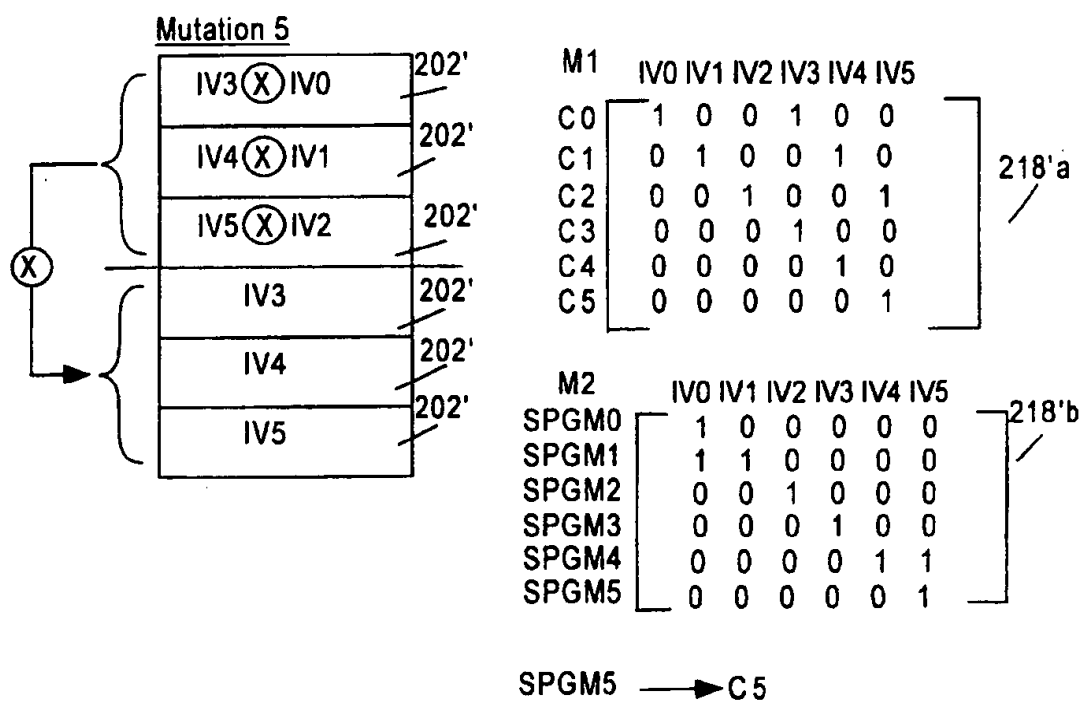 Mutation 5
IV3 (X) IV0 202'
IV4 (X) IV1 202'
IV5 (X) IV2 202'
(X)
IV3 202'
IV4 202'
IV5 202'
M1 IV0 IV1 IV2 IV3 IV4 IV5
C0 1 0 0 1 0 0
C1 0 1 0 0 1 0
C2 0 0 1 0 0 1
C3 0 0 0 1 0 0
C4 0 0 0 0 1 0
C5 0 0 0 0 0 1
218'a
M2 IV0 IV1 IV2 IV3 IV4 IV5
SPGM0 1 0 0 0 0 0
SPGM1 1 1 0 0 0 0
SPGM2 0 0 1 0 0 0
SPGM3 0 0 0 1 0 0
SPGM4 0 0 0 0 1 1
SPGM5 0 0 0 0 0 1
218'b
SPGM5 → C5